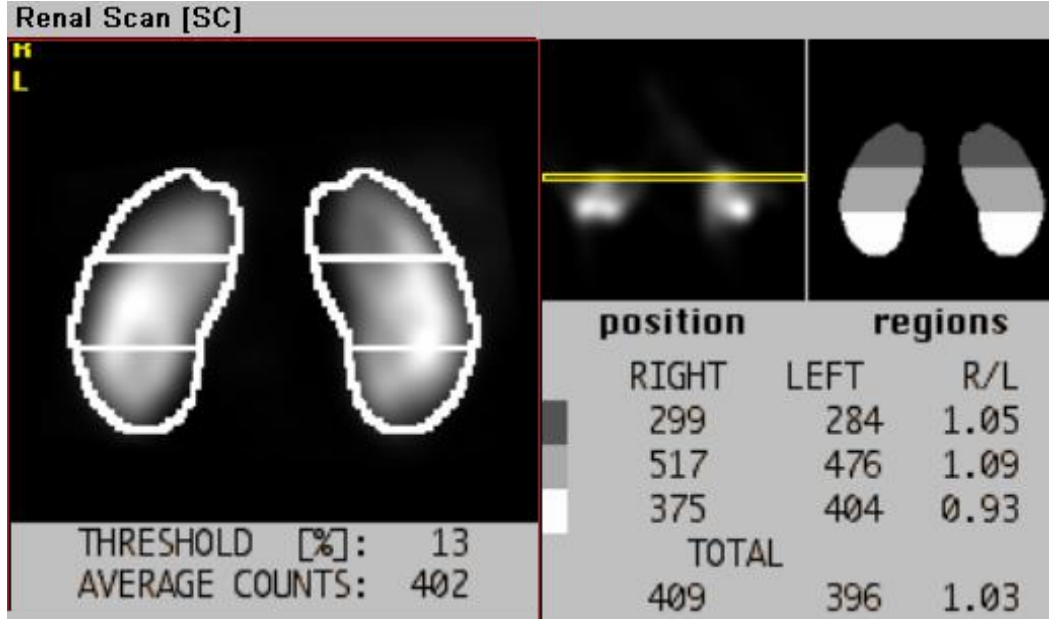 Renal Scan [SC]
R
L
position regions
RIGHT LEFT R/L
299 284 1.05
517 476 1.09
375 404 0.93
TOTAL
409 396 1.03
THRESHOLD [%]: 13
AVERAGE COUNTS: 402